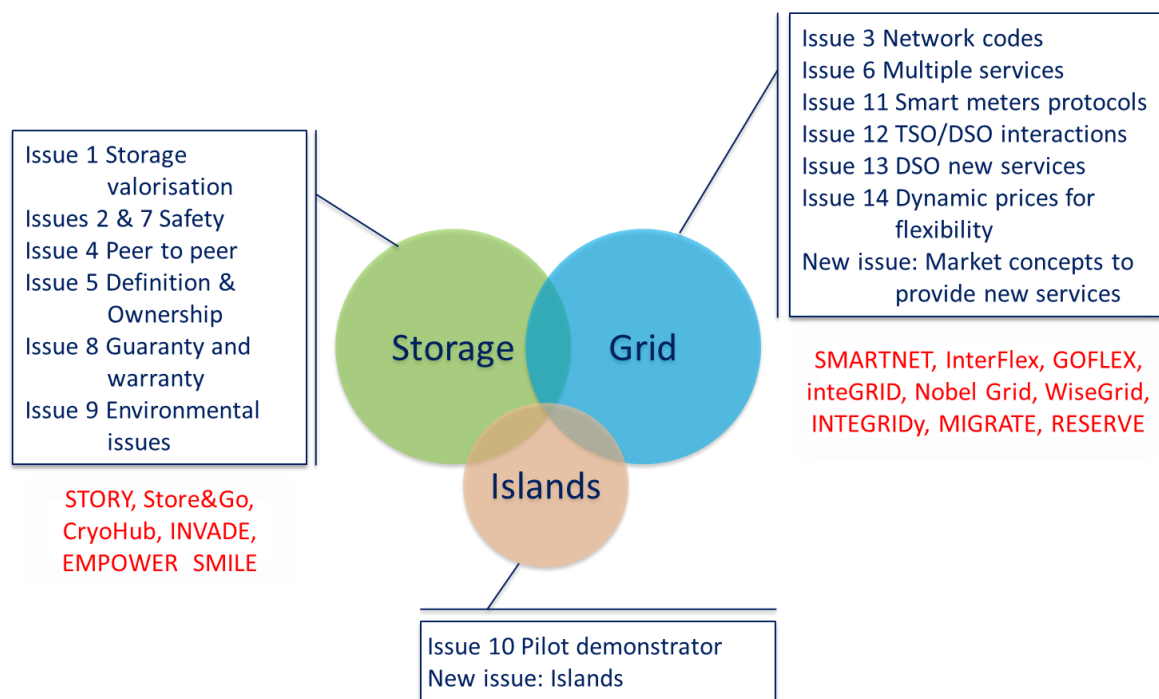 Issue 1 Storage
valorisation
Issues 2 & 7 Safety
Issue 4 Peer to peer
Issue 5 Definition &
Ownership
Issue 8 Guaranty and
warranty
Issue 9 Environmental
issues
STORY, Store&Go,
CryoHub, INVADE,
EMPOWER SMILE
Storage
Grid
Islands
Issue 3 Network codes
Issue 6 Multiple services
Issue 11 Smart meters protocols
Issue 12 TSO/DSO interactions
Issue 13 DSO new services
Issue 14 Dynamic prices for
flexibility
New issue: Market concepts to
provide new services
SMARTNET, InterFlex, GOFLEX,
inteGRID, Nobel Grid, WiseGrid,
INTEGRIDy, MIGRATE, RESERVE
Issue 10 Pilot demonstrator
New issue: Islands